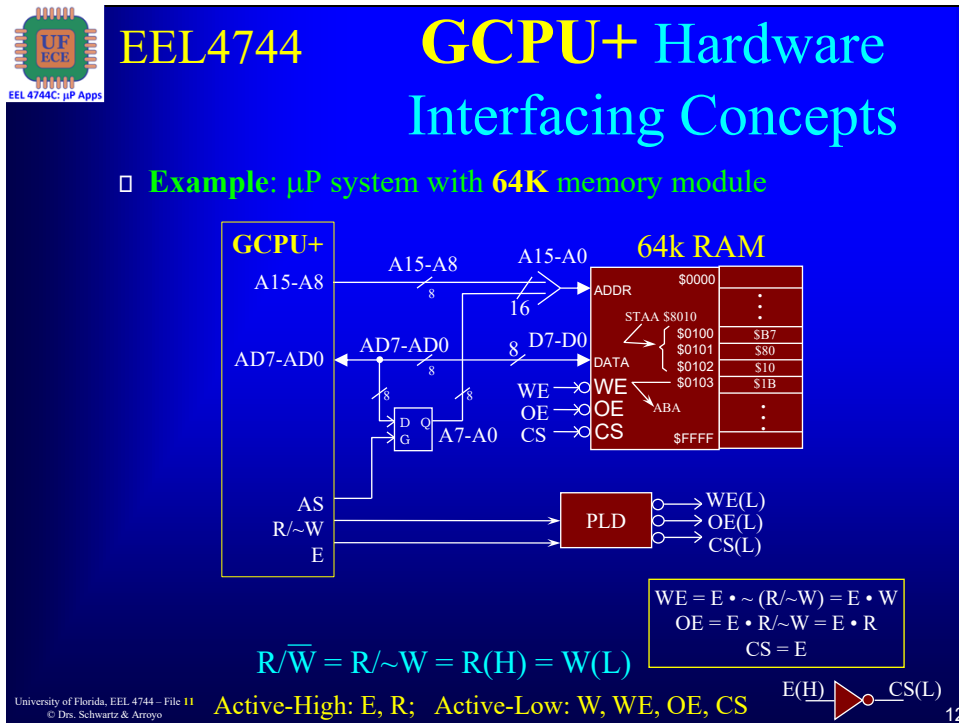 UF
ECE
EEL 4744C: µP Apps
EEL4744
GCPU+ Hardware
Interfacing Concepts
Example: µP system with 64K memory module
GCPU+
A15-A8
A15-A8
8
A15-A0
16
64k RAM
ADDR
$0000
STAA $8010
$0100
$B7
$0101
$80
$0102
$10
$0103
$1B
ABA
$FFFF
AD7-AD0
AD7-AD0
8
8
D7-D0
DATA
WE
WE
OE
OE
CS
CS
8
8
D Q
G
A7-A0
AS
R/~W
E
PLD
WE(L)
OE(L)
CS(L)
WE = E • ~ (R/~W) = E • W
OE = E • R/~W = E • R
CS = E
R/W̅ = R/~W = R(H) = W(L)
Active-High: E, R; Active-Low: W, WE, OE, CS
E(H)
CS(L)
University of Florida, EEL 4744 – File 11
© Drs. Schwartz & Arroyo